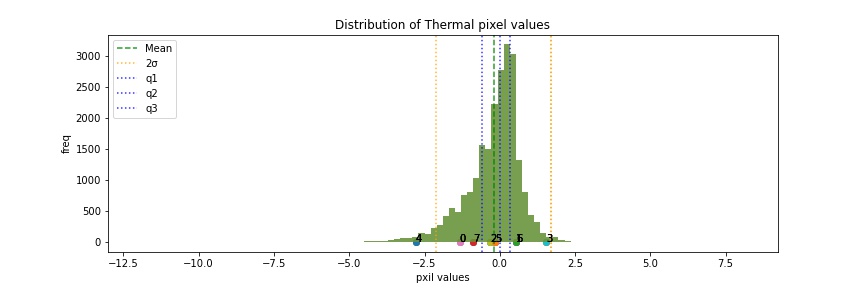 Distribution of Thermal pixel values
Mean
2σ
q1
q2
q3
freq
3000
2500
2000
1500
1000
500
0
4 0 7 25 3
−12.5 −10.0 −7.5 −5.0 −2.5 0.0 2.5 5.0 7.5
pxil values